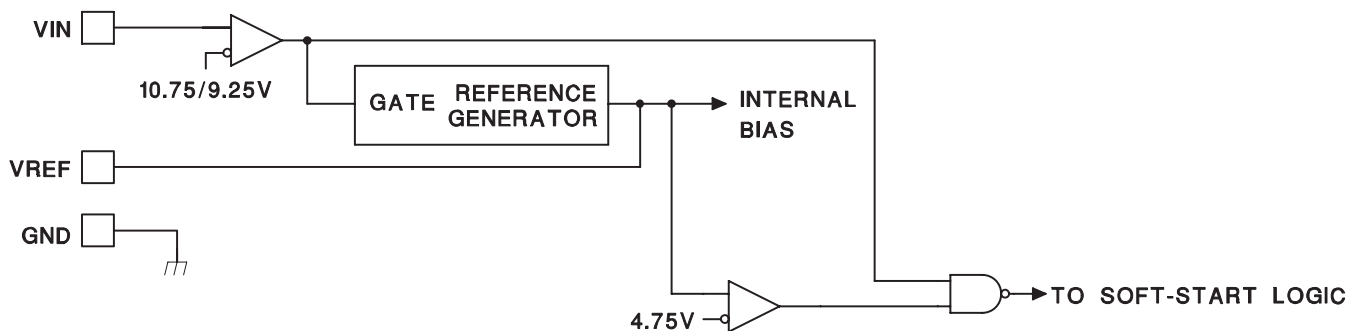 VIN
10.75/9.25V
GATE
REFERENCE
GENERATOR
INTERNAL
BIAS
VREF
GND
4.75V
TO SOFT-START LOGIC